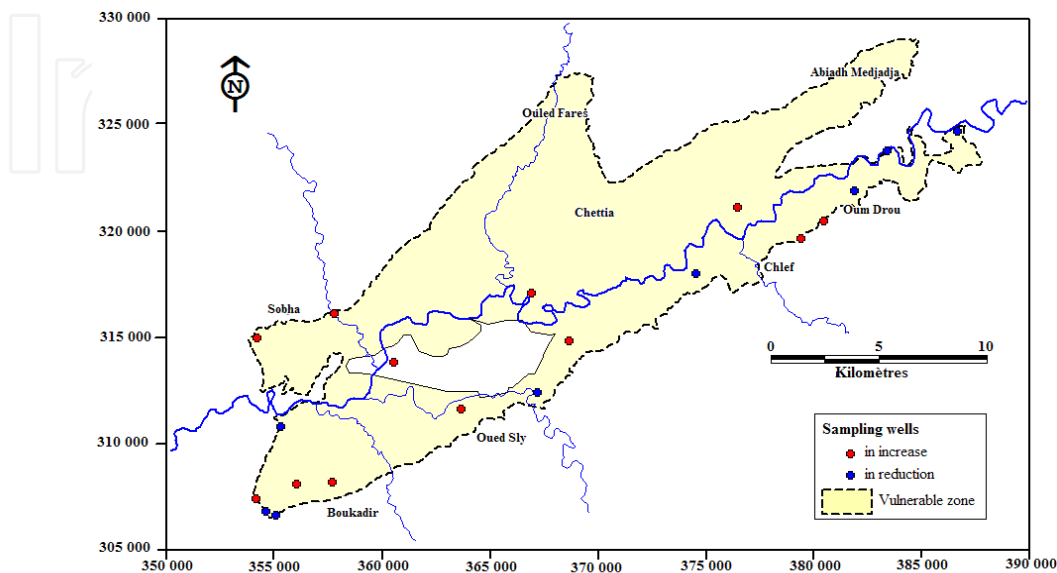 330 000
325 000
320 000
315 000
310 000
305 000
350 000 355 000 360 000 365 000 370 000 375 000 380 000 385 000 390 000
N
Abiadh Medjadja
Ouled Fares
Chettia
Oum Drou
Chlef
Sobha
Oued Sly
Boukadir
0 5 10
Kilomètres
Sampling wells
in increase
in reduction
Vulnerable zone